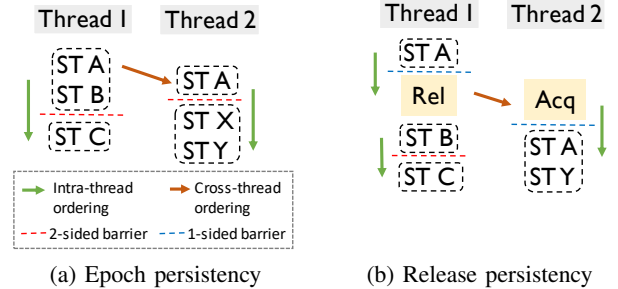 Thread 1
Thread 2
ST A
ST B
ST C
ST A
ST X
ST Y
Intra-thread ordering
Cross-thread ordering
2-sided barrier
1-sided barrier
(a) Epoch persistency
Thread 1
Thread 2
ST A
Rel
ST B
ST C
Acq
ST A
ST Y
(b) Release persistency